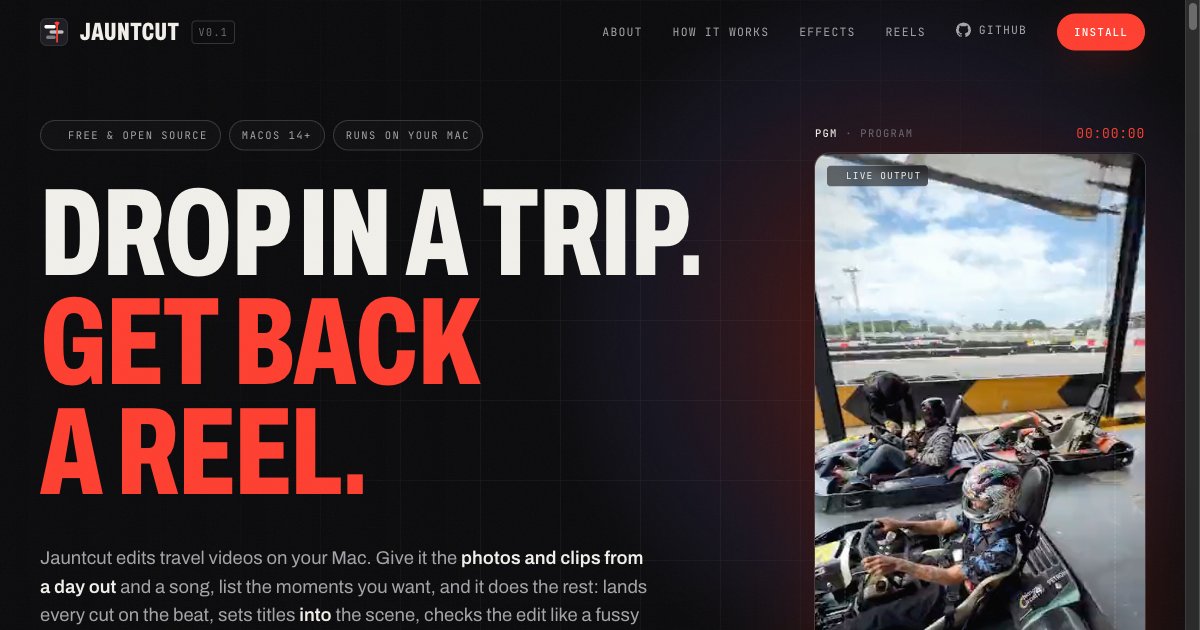 JAUNTCUT V0.1
ABOUT HOW IT WORKS EFFECTS REELS GITHUB INSTALL
FREE & OPEN SOURCE MACOS 14+ RUNS ON YOUR MAC
PGM · PROGRAM 00:00:00
LIVE OUTPUT
DROP IN A TRIP.
GET BACK
A REEL.
Jauntcut edits travel videos on your Mac. Give it the photos and clips from
a day out and a song, list the moments you want, and it does the rest: lands
every cut on the beat, sets titles into the scene, checks the edit like a fussy